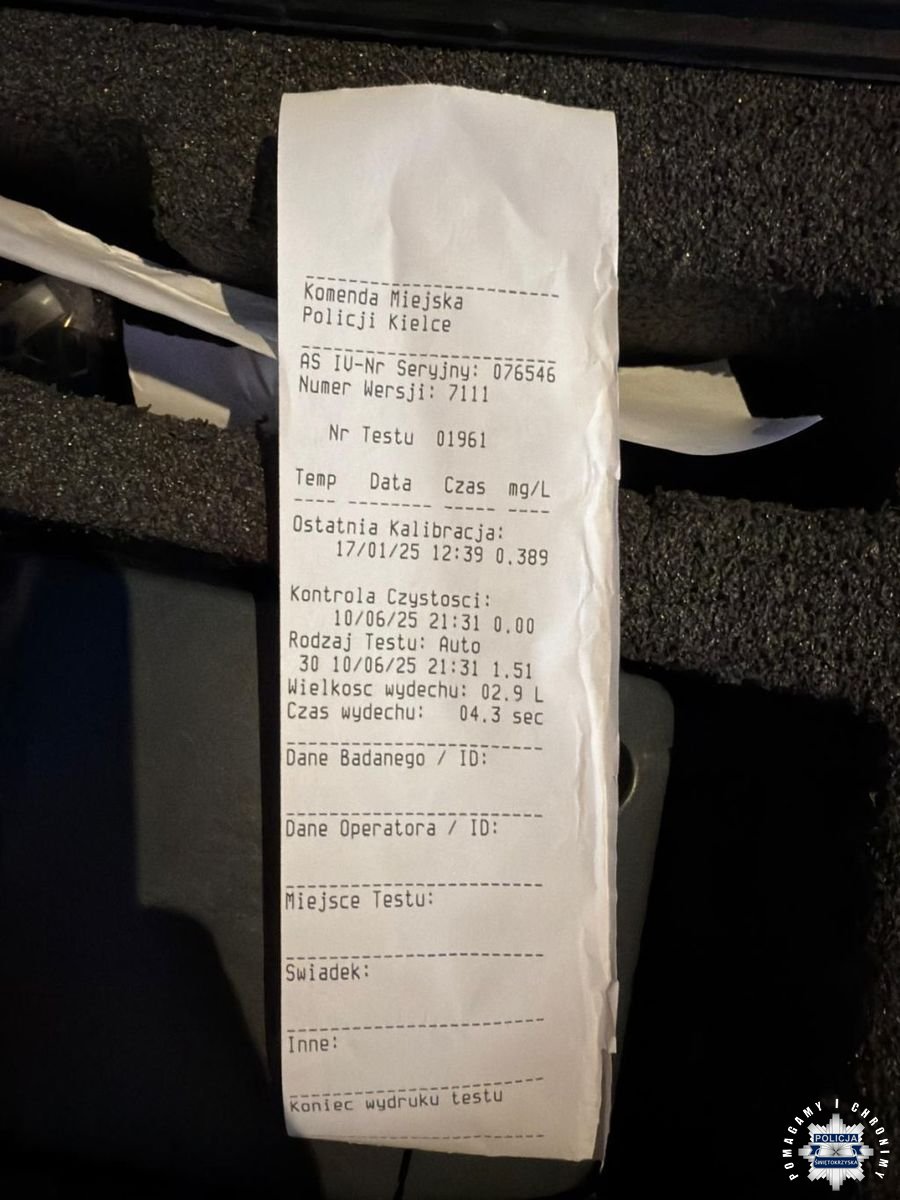 Komenda Miejska
Policji Kielce
AS IV-Nr Seryjny: 076546
Numer Wersji: 7111
Nr Testu 01961
Temp Data Czas mg/L
Ostatnia Kalibracja:
17/01/25 12:39 0.389
Kontrola Czystosci:
10/06/25 21:31 0.00
Rodzaj Testu: Auto
30 10/06/25 21:31 1.51
Wielkosc wydechu: 02.9 L
Czas wydechu: 04.3 sec
Dane Badanego / ID:
Dane Operatora / ID:
Miejsce Testu:
Swiadek:
Inne:
Koniec wydruku testu
POMAGAMY I CHRONIMY
POLICJA
ŚWIĘTOKRZYSKA